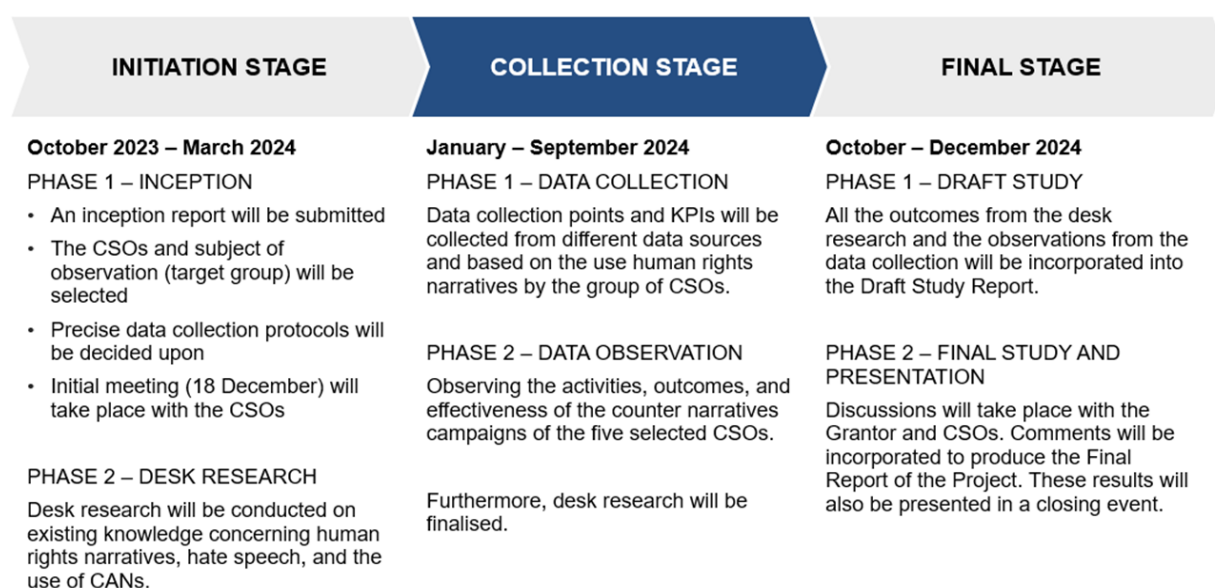 INITIATION STAGE
COLLECTION STAGE
FINAL STAGE
October 2023 – March 2024
PHASE 1 – INCEPTION
• An inception report will be submitted
• The CSOs and subject of
observation (target group) will be
selected
• Precise data collection protocols will
be decided upon
• Initial meeting (18 December) will
take place with the CSOs
PHASE 2 – DESK RESEARCH
Desk research will be conducted on
existing knowledge concerning human
rights narratives, hate speech, and the
use of CANs.
January – September 2024
PHASE 1 – DATA COLLECTION
Data collection points and KPIs will be
collected from different data sources
and based on the use human rights
narratives by the group of CSOs.
PHASE 2 – DATA OBSERVATION
Observing the activities, outcomes, and
effectiveness of the counter narratives
campaigns of the five selected CSOs.
Furthermore, desk research will be
finalised.
October – December 2024
PHASE 1 – DRAFT STUDY
All the outcomes from the desk
research and the observations from the
data collection will be incorporated into
the Draft Study Report.
PHASE 2 – FINAL STUDY AND
PRESENTATION
Discussions will take place with the
Grantor and CSOs. Comments will be
incorporated to produce the Final
Report of the Project. These results will
also be presented in a closing event.